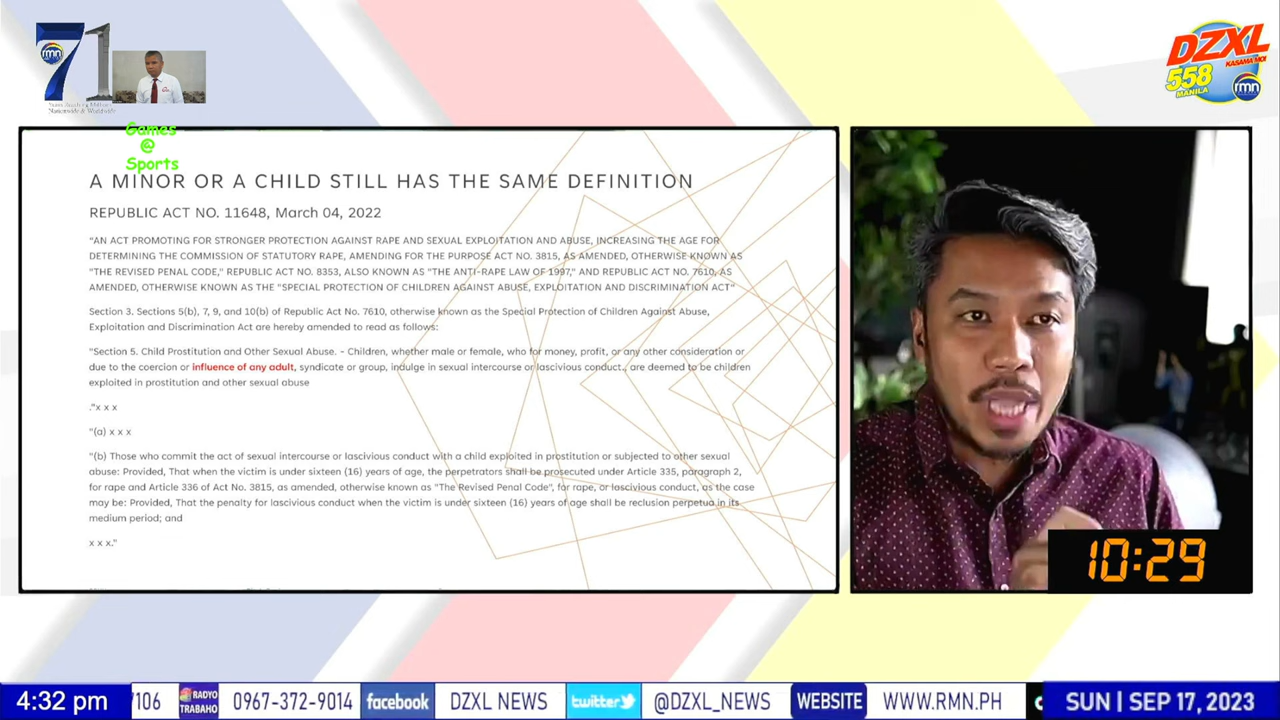 71
rmn
Nationwide & Worldwide
Games
@
Sports
DZXL
KASAMA MO!
558
MANILA
rmn
A MINOR OR A CHILD STILL HAS THE SAME DEFINITION
REPUBLIC ACT NO. 11648, March 04, 2022
“AN ACT PROMOTING FOR STRONGER PROTECTION AGAINST RAPE AND SEXUAL EXPLOITATION AND ABUSE, INCREASING THE AGE FOR
DETERMINING THE COMMISSION OF STATUTORY RAPE, AMENDING FOR THE PURPOSE ACT NO. 3815, AS AMENDED, OTHERWISE KNOWN AS
"THE REVISED PENAL CODE," REPUBLIC ACT NO. 8353, ALSO KNOWN AS "THE ANTI-RAPE LAW OF 1997," AND REPUBLIC ACT NO. 7610, AS
AMENDED, OTHERWISE KNOWN AS THE "SPECIAL PROTECTION OF CHILDREN AGAINST ABUSE, EXPLOITATION AND DISCRIMINATION ACT"
Section 3. Sections 5(b), 7, 9, and 10(b) of Republic Act No. 7610, otherwise known as the Special Protection of Children Against Abuse,
Exploitation and Discrimination Act are hereby amended to read as follows:
"Section 5. Child Prostitution and Other Sexual Abuse. - Children, whether male or female, who for money, profit, or any other consideration or
due to the coercion or influence of any adult, syndicate or group, indulge in sexual intercourse or lascivious conduct., are deemed to be children
exploited in prostitution and other sexual abuse
."x x x
"(a) x x x
"(b) Those who commit the act of sexual intercourse or lascivious conduct with a child exploited in prostitution or subjected to other sexual
abuse: Provided, That when the victim is under sixteen (16) years of age, the perpetrators shall be prosecuted under Article 335, paragraph 2,
for rape and Article 336 of Act No. 3815, as amended, otherwise known as "The Revised Penal Code", for rape, or lascivious conduct, as the case
may be: Provided, That the penalty for lascivious conduct when the victim is under sixteen (16) years of age shall be reclusion perpetua in its
medium period; and
x x x."
10:29
4:32 pm
7106 RADYO TRABAHO 0967-372-9014 facebook DZXL NEWS twitter @DZXL_NEWS WEBSITE WWW.RMN.PH
SUN | SEP 17, 2023